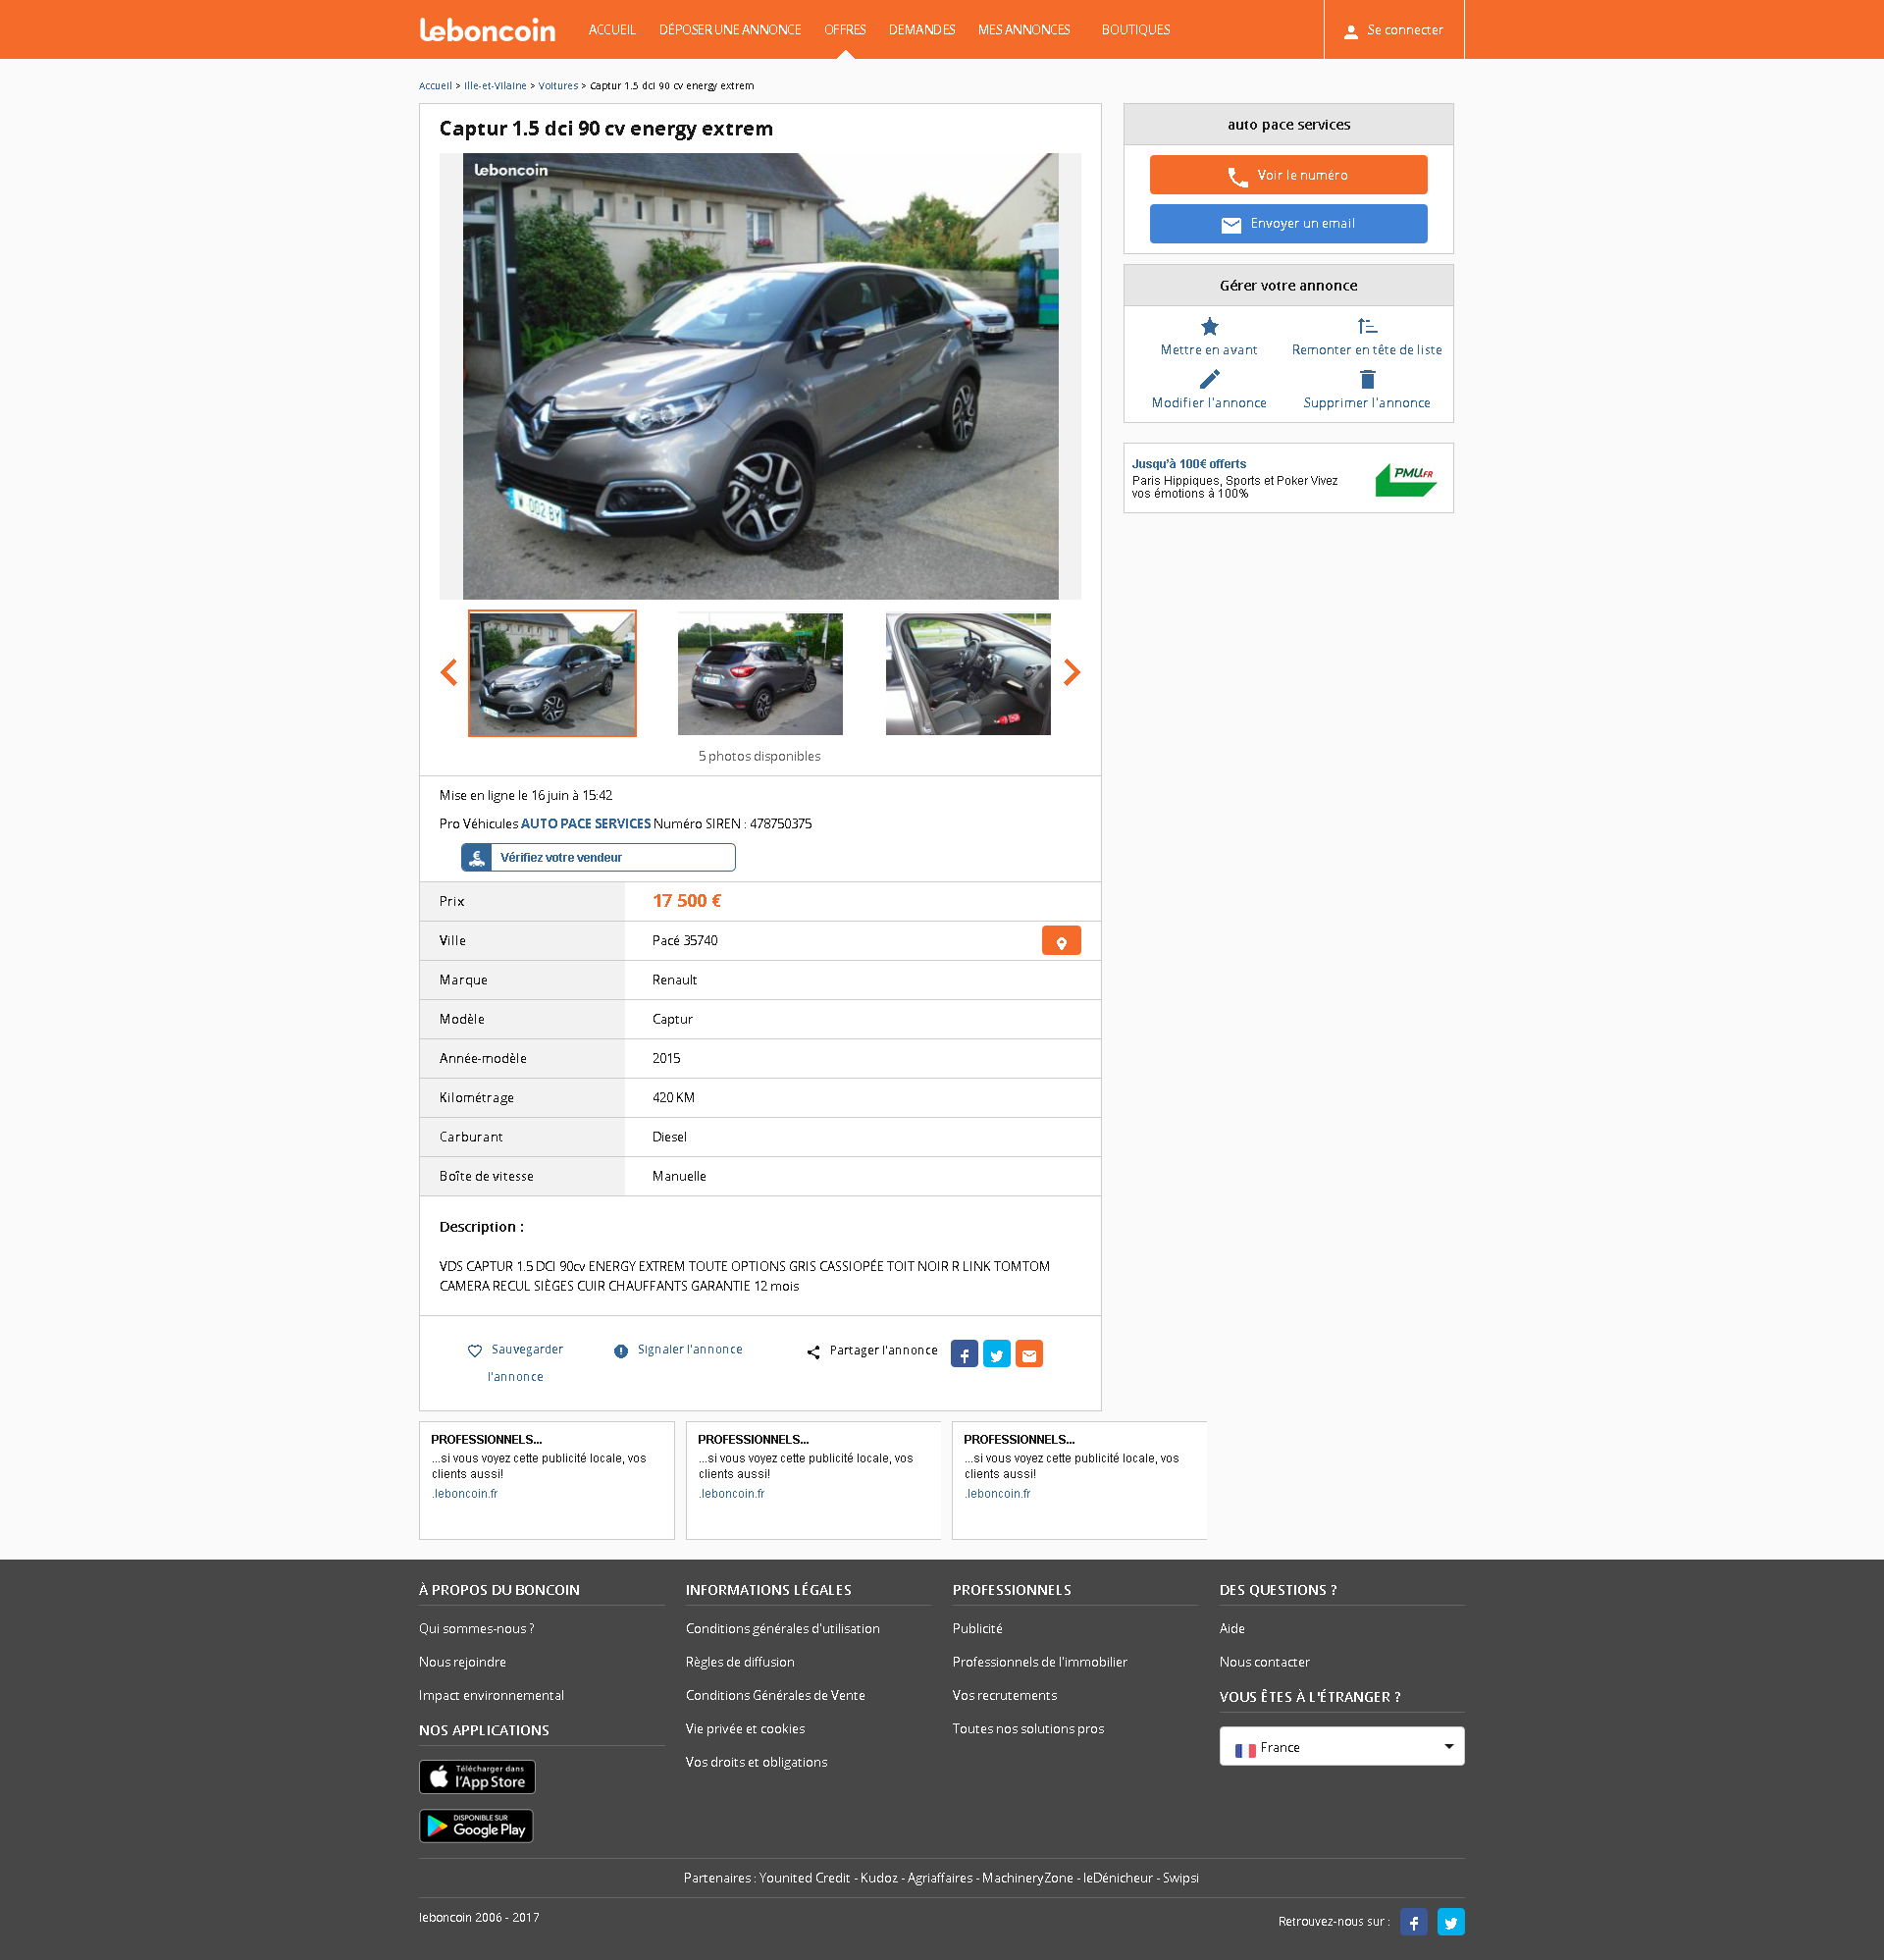 leboncoin
ACCUEIL
DÉPOSER UNE ANNONCE
OFFRES
DEMANDES
MES ANNONCES
BOUTIQUES
Se connecter
Accueil > Ille-et-Vilaine > Voitures > Captur 1.5 dci 90 cv energy extrem
Captur 1.5 dci 90 cv energy extrem
leboncoin
002 BY
5 photos disponibles
Mise en ligne le 16 juin à 15:42
Pro Véhicules AUTO PACE SERVICES Numéro SIREN : 478750375
€
Vérifiez votre vendeur
Prix 17 500 €
Ville Pacé 35740
Marque Renault
Modèle Captur
Année-modèle 2015
Kilométrage 420 KM
Carburant Diesel
Boîte de vitesse Manuelle
Description :
VDS CAPTUR 1.5 DCI 90cv ENERGY EXTREM TOUTE OPTIONS GRIS CASSIOPÉE TOIT NOIR R LINK TOMTOM
CAMERA RECUL SIÈGES CUIR CHAUFFANTS GARANTIE 12 mois
Sauvegarder
l'annonce
Signaler l'annonce
Partager l'annonce
auto pace services
Voir le numéro
Envoyer un email
Gérer votre annonce
Mettre en avant
Remonter en tête de liste
Modifier l'annonce
Supprimer l'annonce
Jusqu'à 100€ offerts
Paris Hippiques, Sports et Poker Vivez
vos émotions à 100%
PMU.FR
PROFESSIONNELS...
...si vous voyez cette publicité locale, vos
clients aussi!
.leboncoin.fr
PROFESSIONNELS...
...si vous voyez cette publicité locale, vos
clients aussi!
.leboncoin.fr
PROFESSIONNELS...
...si vous voyez cette publicité locale, vos
clients aussi!
.leboncoin.fr
À PROPOS DU BONCOIN
Qui sommes-nous ?
Nous rejoindre
Impact environnemental
NOS APPLICATIONS
Télécharger dans
l'App Store
DISPONIBLE SUR
Google Play
INFORMATIONS LÉGALES
Conditions générales d'utilisation
Règles de diffusion
Conditions Générales de Vente
Vie privée et cookies
Vos droits et obligations
PROFESSIONNELS
Publicité
Professionnels de l'immobilier
Vos recrutements
Toutes nos solutions pros
DES QUESTIONS ?
Aide
Nous contacter
VOUS ÊTES À L'ÉTRANGER ?
France
Partenaires : Younited Credit - Kudoz - Agriaffaires - MachineryZone - leDénicheur - Swipsi
leboncoin 2006 - 2017
Retrouvez-nous sur :